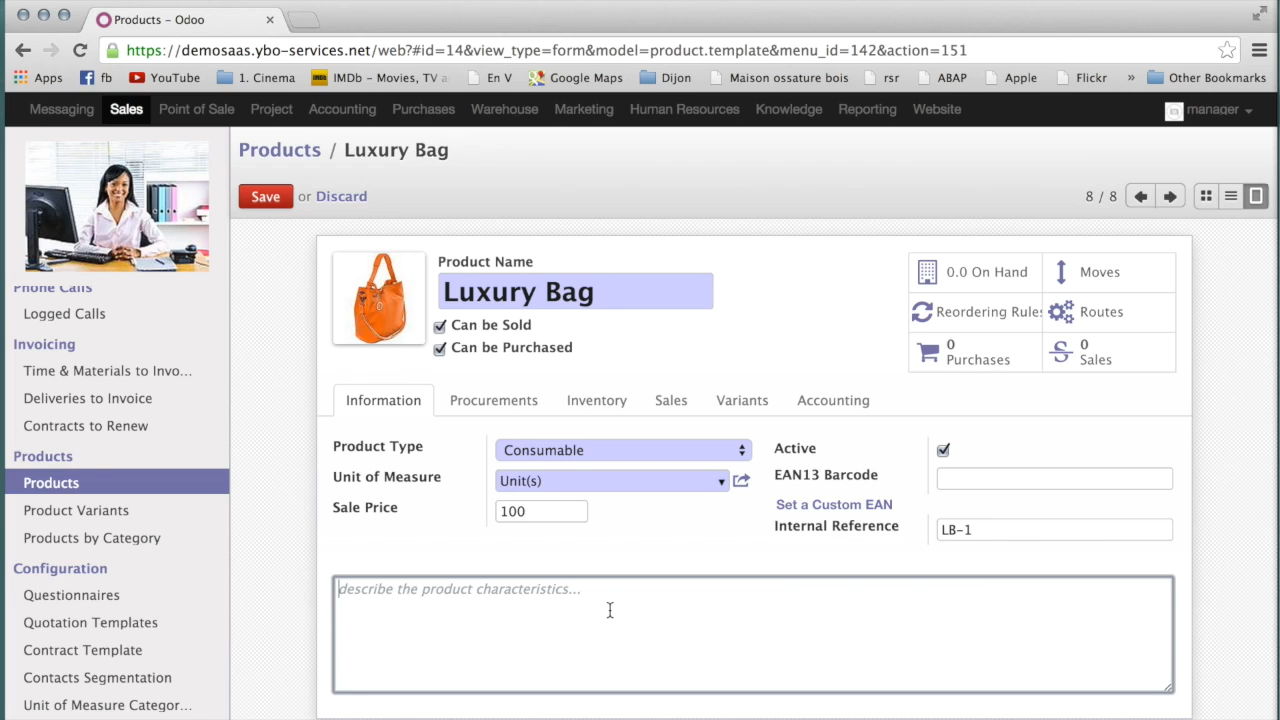 Products – Odoo
https://demosaas.ybo-services.net/web?#id=14&view_type=form&model=product.template&menu_id=142&action=151
Apps fb YouTube 1. Cinema IMDb - Movies, TV a En V Google Maps Dijon Maison ossature bois rsr ABAP Apple Flickr » Other Bookmarks
Messaging Sales Point of Sale Project Accounting Purchases Warehouse Marketing Human Resources Knowledge Reporting Website manager
Products / Luxury Bag
Save or Discard
8 / 8
Phone Calls
Logged Calls
Invoicing
Time & Materials to Invo...
Deliveries to Invoice
Contracts to Renew
Products
Products
Product Variants
Products by Category
Configuration
Questionnaires
Quotation Templates
Contract Template
Contacts Segmentation
Unit of Measure Categor...
Product Name
Luxury Bag
Can be Sold
Can be Purchased
0.0 On Hand
Moves
Reordering Rules
Routes
0 Purchases
0 Sales
Information Procurements Inventory Sales Variants Accounting
Product Type Consumable
Unit of Measure Unit(s)
Sale Price 100
Active
EAN13 Barcode
Set a Custom EAN
Internal Reference LB-1
describe the product characteristics...